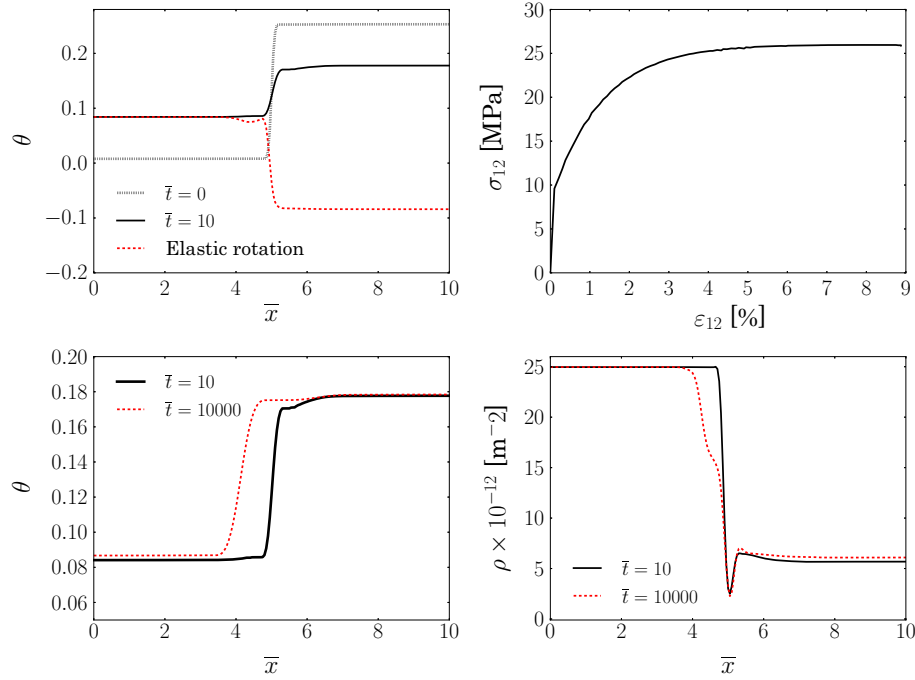 0.2
0.1
0.0
−0.1
−0.2
θ
t̅ = 0
t̅ = 10
Elastic rotation
0 2 4 6 8 10
x̅
30
25
20
15
10
5
0
σ₁₂ [MPa]
0 1 2 3 4 5 6 7 8 9
ε₁₂ [%]
0.20
0.18
0.16
0.14
0.12
0.10
0.08
0.06
θ
t̅ = 10
t̅ = 10000
0 2 4 6 8 10
x̅
25
20
15
10
5
0
ρ × 10⁻¹² [m⁻2]
t̅ = 10
t̅ = 10000
0 2 4 6 8 10
x̅